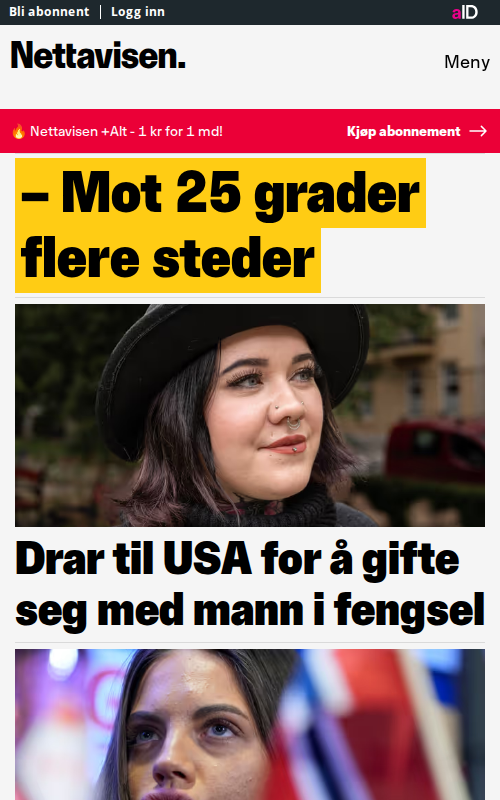 Bli abonnent
Logg inn
aID
Nettavisen.
Meny
🔥 Nettavisen +Alt - 1 kr for 1 md!
Kjøp abonnement →
– Mot 25 grader
flere steder
Drar til USA for å gifte
seg med mann i fengsel